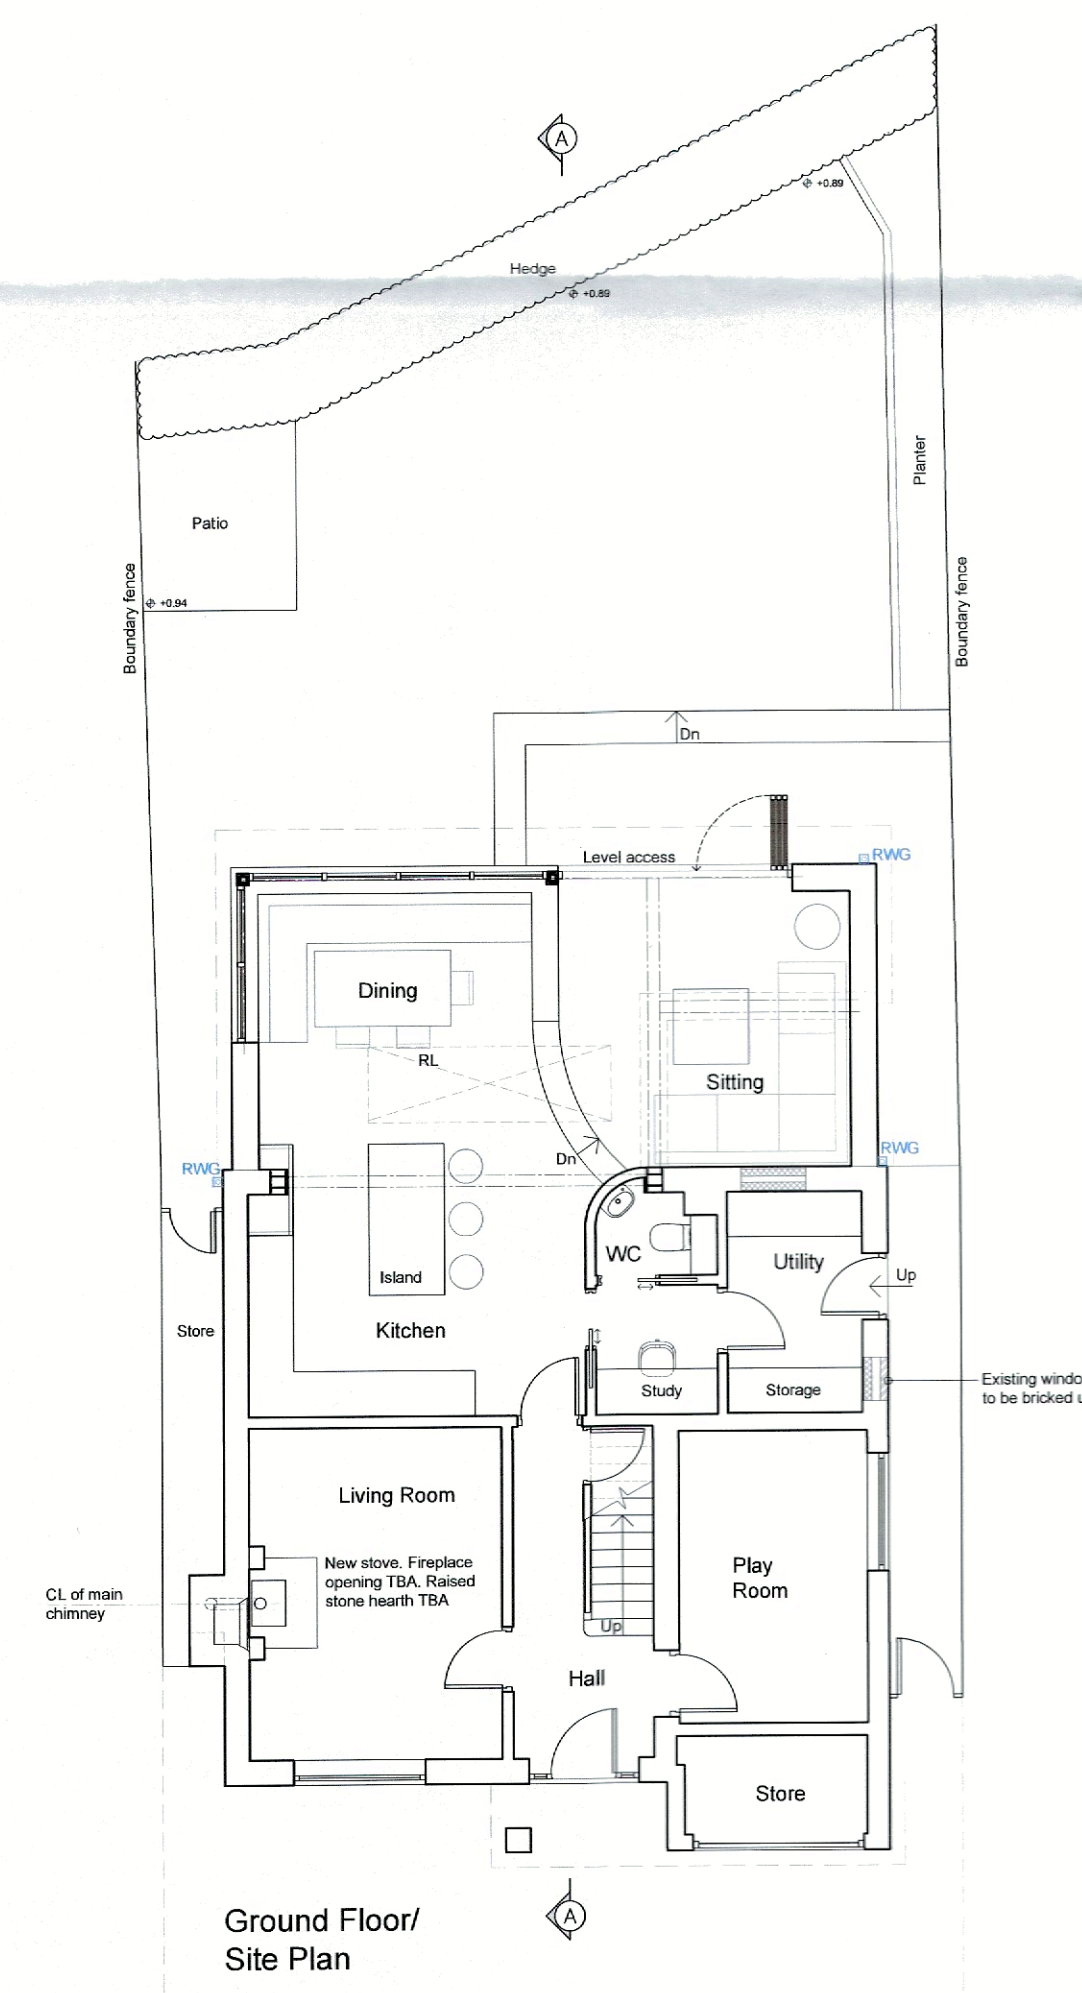 A
+0.89
Hedge
+0.89
Planter
Patio
+0.94
Boundary fence
Boundary fence
Dn
Level access
RWG
Dining
RL
Sitting
RWG
Dn
RWG
WC
Utility
Up
Island
Store
Kitchen
Study
Storage
Existing windo
to be bricked u
Living Room
New stove. Fireplace
opening TBA. Raised
stone hearth TBA
Play
Room
CL of main
chimney
Up
Hall
Store
A
Ground Floor/
Site Plan